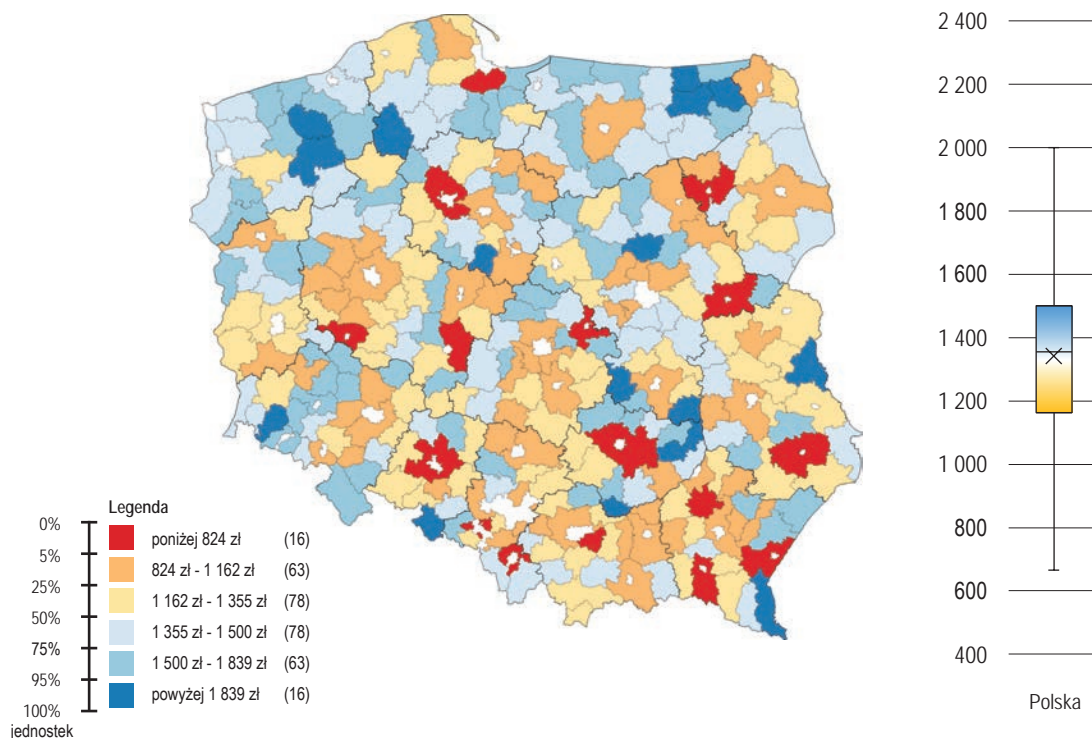 Legenda
0%
5%
25%
50%
75%
95%
100%
jednostek
poniżej 824 zł (16)
824 zł - 1 162 zł (63)
1 162 zł - 1 355 zł (78)
1 355 zł - 1 500 zł (78)
1 500 zł - 1 839 zł (63)
powyżej 1 839 zł (16)
2 400
2 200
2 000
1 800
1 600
1 400
1 200
1 000
800
600
400
Polska